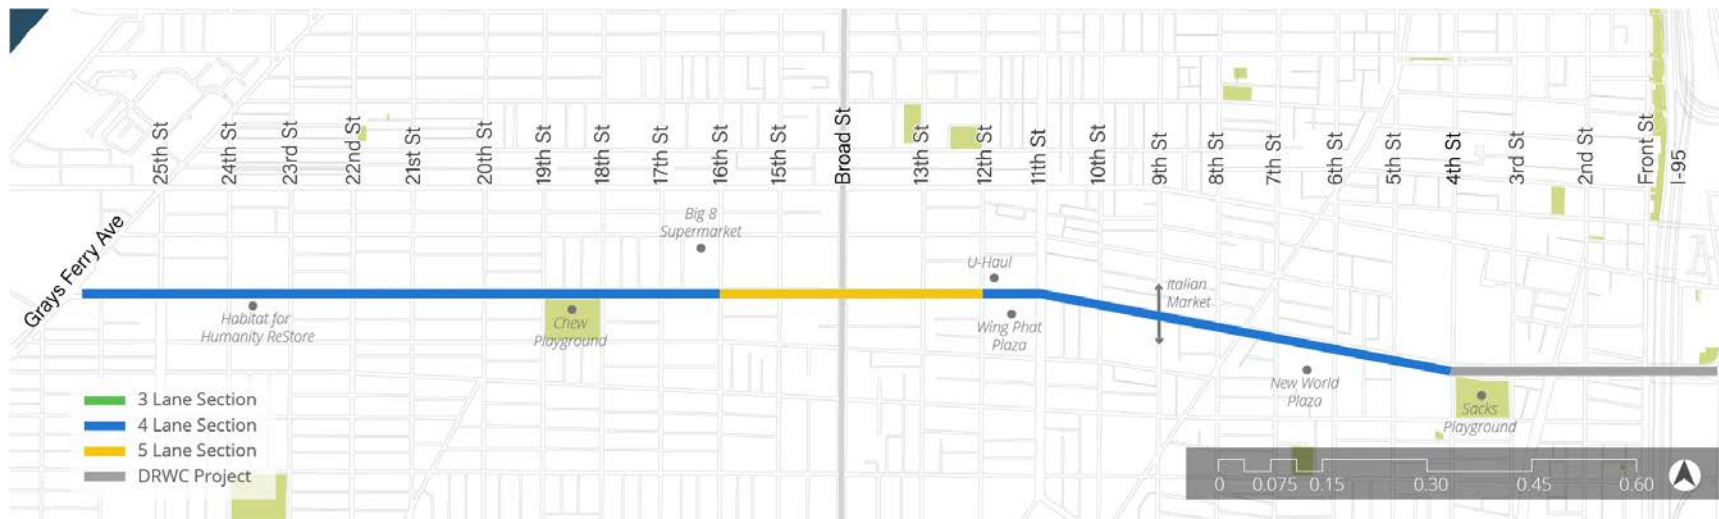 25th St
24th St
23rd St
22nd St
21st St
20th St
19th St
18th St
17th St
16th St
15th St
Broad St
13th St
12th St
11th St
10th St
9th St
8th St
7th St
6th St
5th St
4th St
3rd St
2nd St
Front St
I-95
Grays Ferry Ave
Big 8
Supermarket
U-Haul
Italian
Market
Habitat for
Humanity ReStore
Chew
Playground
Wing Phat
Plaza
New World
Plaza
Sacks
Playground
3 Lane Section
4 Lane Section
5 Lane Section
DRWC Project
0 0.075 0.15 0.30 0.45 0.60